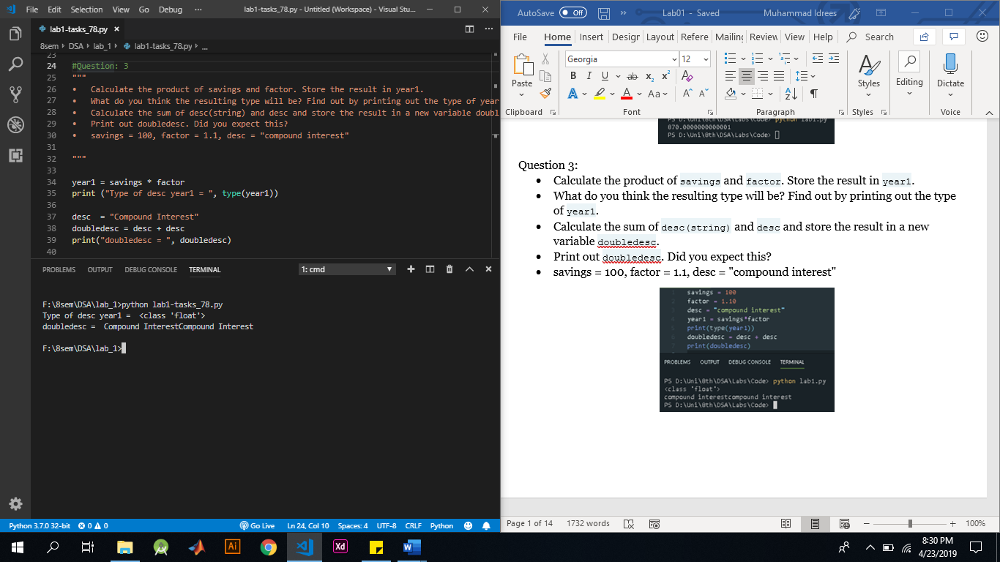 File Edit Selection View Go Debug ··· lab1-tasks_78.py - Untitled (Workspace) - Visual Stu...
lab1-tasks_78.py ×
8sem › DSA › lab_1 › lab1-tasks_78.py › ...
23
24 #Question: 3
25 """
26 • Calculate the product of savings and factor. Store the result in year1.
27 • What do you think the resulting type will be? Find out by printing out the type of year
28 • Calculate the sum of desc(string) and desc and store the result in a new variable doubl
29 • Print out doubledesc. Did you expect this?
30 • savings = 100, factor = 1.1, desc = "compound interest"
31
32 """
33
34 year1 = savings * factor
35 print ("Type of desc year1 = ", type(year1))
36
37 desc  = "Compound Interest"
38 doubledesc = desc + desc
39 print("doubledesc = ", doubledesc)
40
PROBLEMS OUTPUT DEBUG CONSOLE TERMINAL 1: cmd
F:\8sem\DSA\lab_1>python lab1-tasks_78.py
Type of desc year1 =  <class 'float'>
doubledesc =  Compound InterestCompound Interest
F:\8sem\DSA\lab_1>
Python 3.7.0 32-bit 0 0 Go Live Ln 24, Col 10 Spaces: 4 UTF-8 CRLF Python
AutoSave Off Lab01 - Saved Muhammad Idrees
File Home Insert Desigr Layout Refere Mailing Review View Help Search
Georgia 12
Paste
B I U ab x₂ x²
Styles Editing Dictate
A A Aa A A
Clipboard Font Paragraph Styles Voice
PS D:\Uni\8th\DSA\Labs\Code> python lab1.py
870.0000000000001
PS D:\Uni\8th\DSA\Labs\Code>
Question 3:
• Calculate the product of savings and factor. Store the result in year1.
• What do you think the resulting type will be? Find out by printing out the type
of year1.
• Calculate the sum of desc(string) and desc and store the result in a new
variable doubledesc.
• Print out doubledesc. Did you expect this?
• savings = 100, factor = 1.1, desc = "compound interest"
savings = 100
factor = 1.10
desc = "compound interest"
year1 = savings*factor
print(type(year1))
doubledesc = desc + desc
print(doubledesc)
PROBLEMS OUTPUT DEBUG CONSOLE TERMINAL
PS D:\Uni\8th\DSA\Labs\Code> python lab1.py
<class 'float'>
compound interestcompound interest
PS D:\Uni\8th\DSA\Labs\Code>
Page 1 of 14 1732 words 100%
Ai Xd W
8:30 PM
4/23/2019